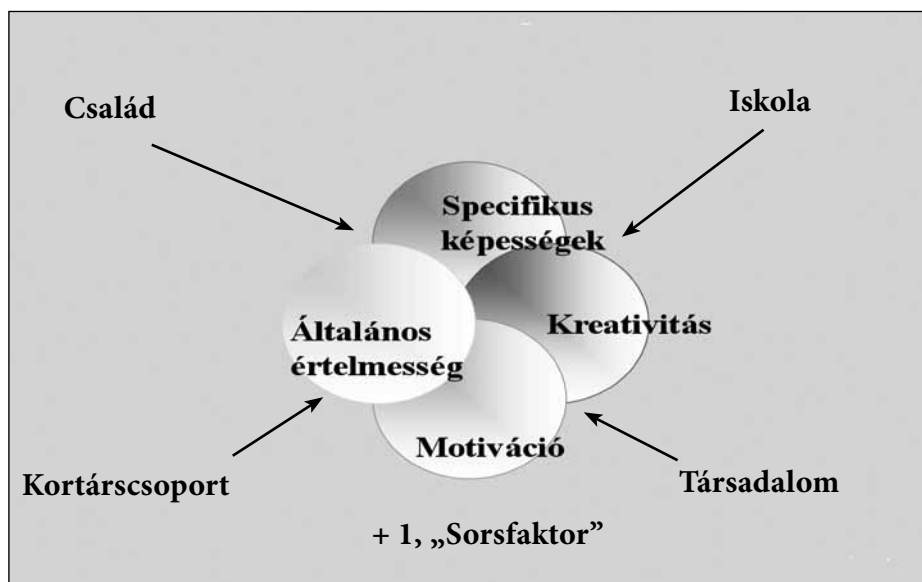 Család
Iskola
Specifikus
képességek
Általános
értelmesség
Kreativitás
Motiváció
Kortárscsoport
Társadalom
+ 1, „Sorsfaktor”